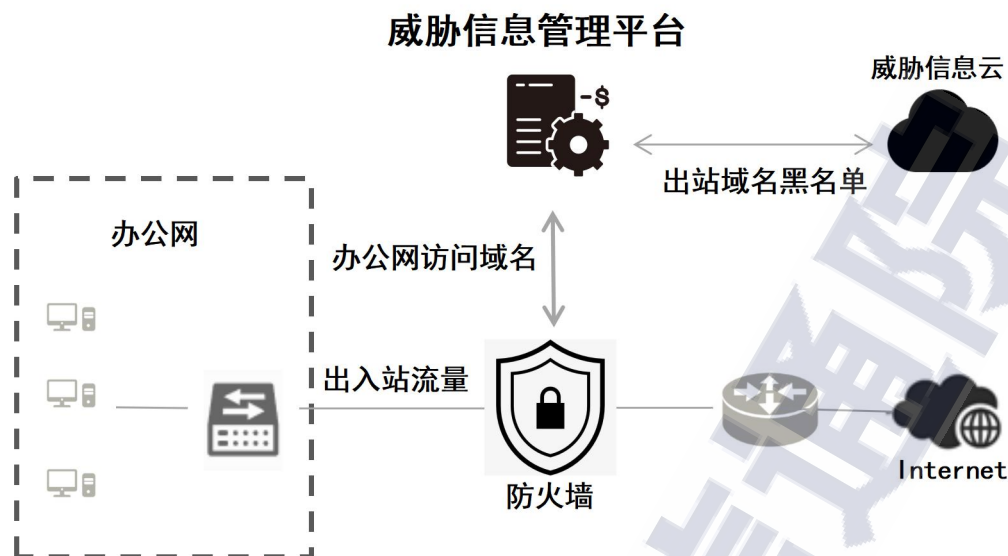 威胁信息管理平台
威胁信息云
-$
出站域名黑名单
办公网
办公网访问域名
出入站流量
防火墙
Internet